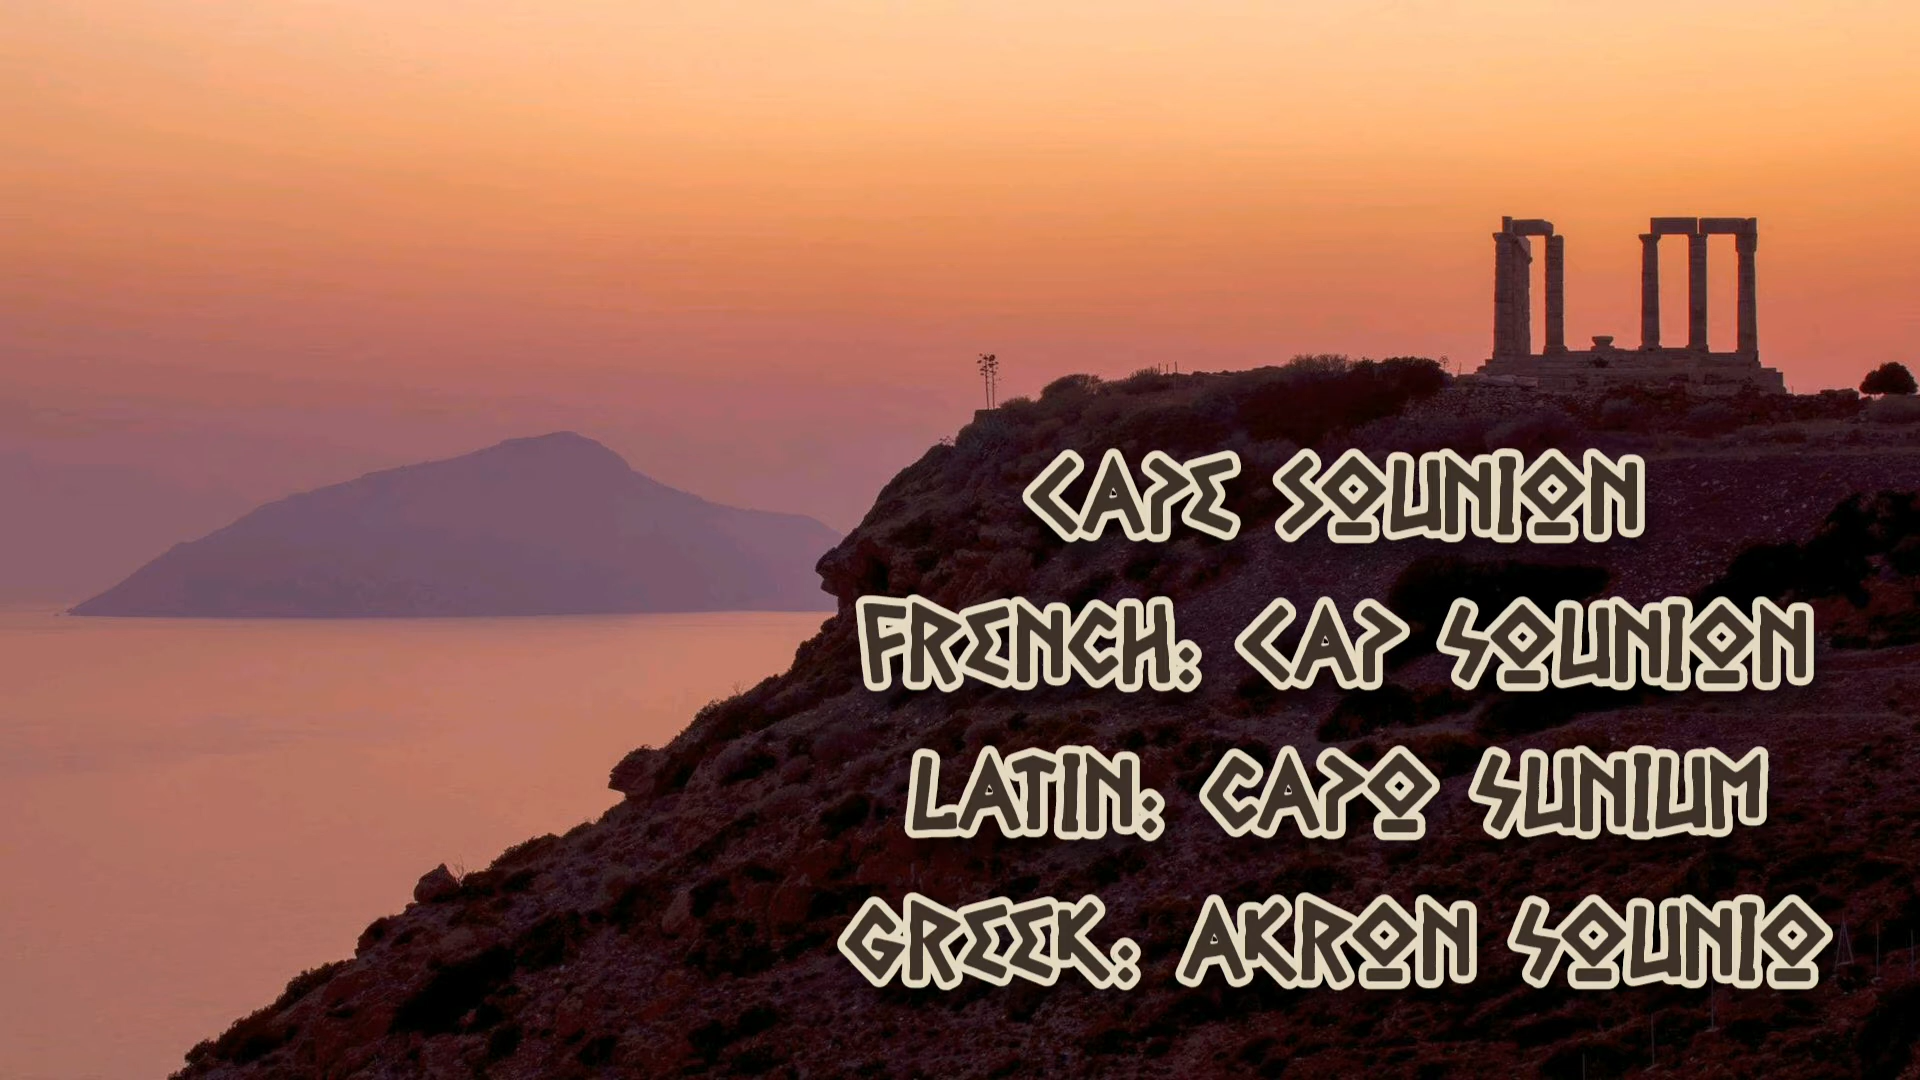 CAPE SOUNION
FRENCH: CAP SOUNION
LATIN: CAPO SUNIUM
GREEK: AKRON SOUNIO